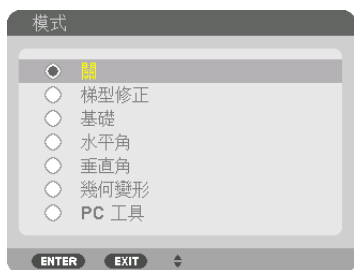 模式
關
梯型修正
基礎
水平角
垂直角
幾何變形
PC 工具
ENTER EXIT